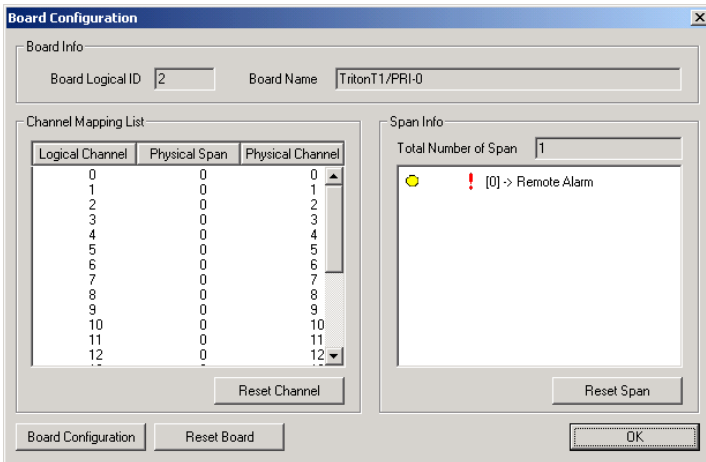 Board Configuration
Board Info
Board Logical ID 2 Board Name TritonT1/PRI-0
Channel Mapping List
Logical Channel Physical Span Physical Channel
0 0 0
1 0 1
2 0 2
3 0 3
4 0 4
5 0 5
6 0 6
7 0 7
8 0 8
9 0 9
10 0 10
11 0 11
12 0 12
Reset Channel
Span Info
Total Number of Span 1
! [0] -> Remote Alarm
Reset Span
Board Configuration Reset Board OK